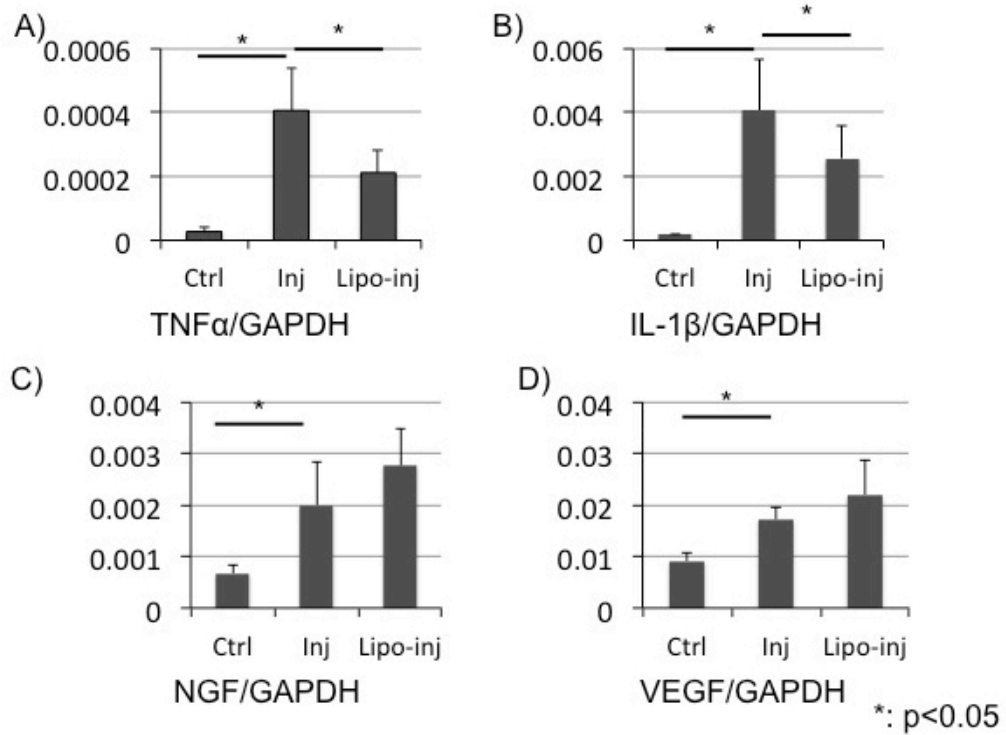 A)
*
*
0.0006
0.0004
0.0002
0
Ctrl Inj Lipo-inj
TNFα/GAPDH
B)
*
*
0.006
0.004
0.002
0
Ctrl Inj Lipo-inj
IL-1β/GAPDH
C)
*
0.004
0.003
0.002
0.001
0
Ctrl Inj Lipo-inj
NGF/GAPDH
D)
*
0.04
0.03
0.02
0.01
0
Ctrl Inj Lipo-inj
VEGF/GAPDH
*: p<0.05